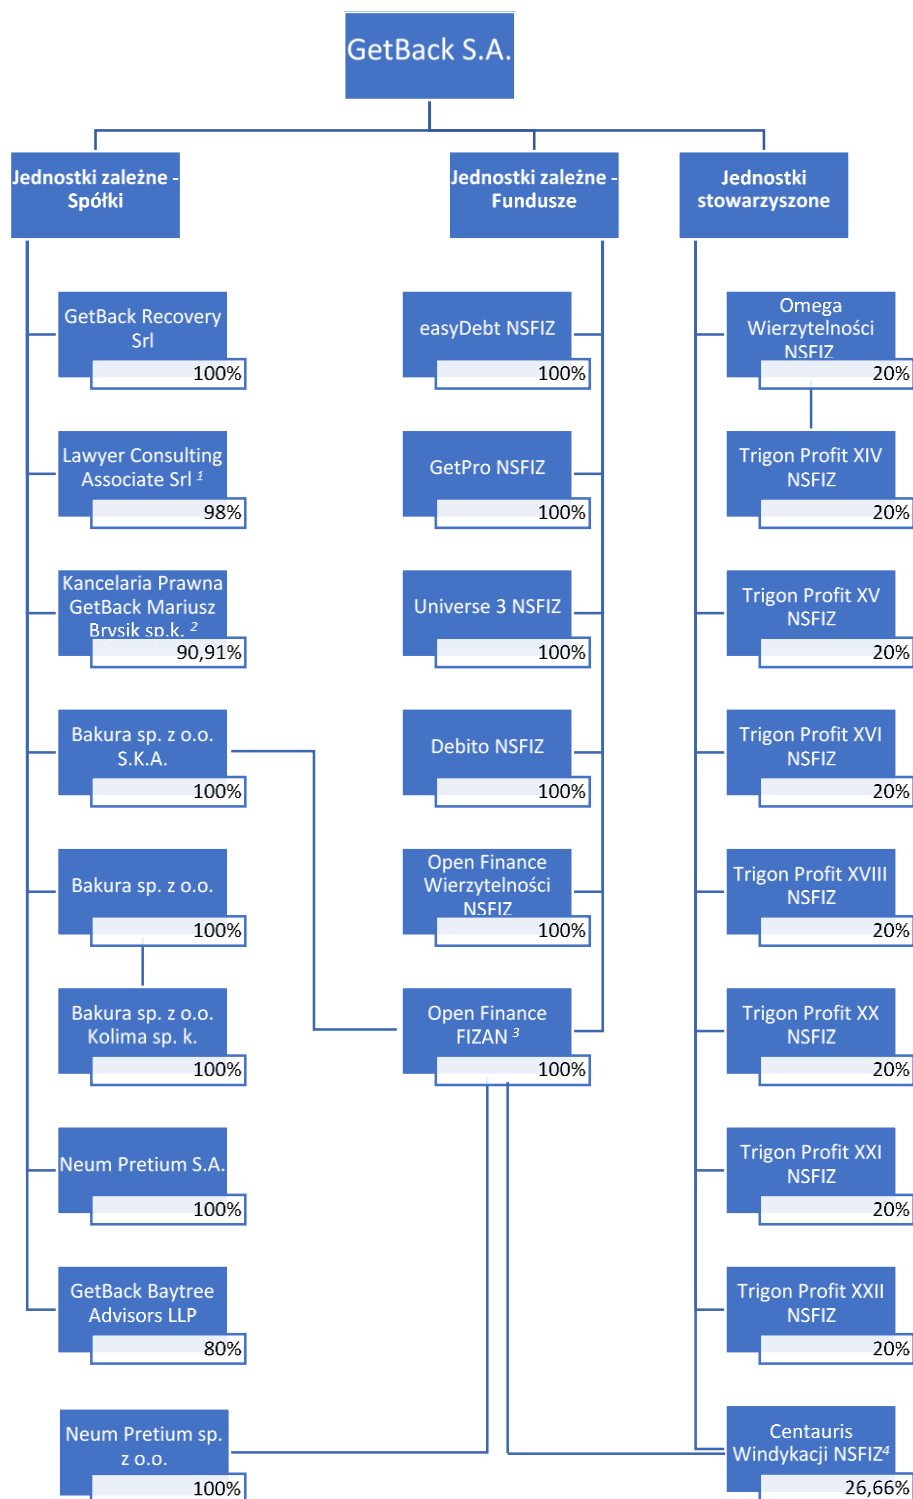 GetBack S.A.
Jednostki zależne -
Spółki
GetBack Recovery
Srl
100%
Lawyer Consulting
Associate Srl 1
98%
Kancelaria Prawna
GetBack Mariusz
Brysik sp.k. 2
90,91%
Bakura sp. z o.o.
S.K.A.
100%
Bakura sp. z o.o.
100%
Bakura sp. z o.o.
Kolima sp. k.
100%
Neum Pretium S.A.
100%
GetBack Baytree
Advisors LLP
80%
Neum Pretium sp.
z o.o.
100%
Jednostki zależne -
Fundusze
easyDebt NSFIZ
100%
GetPro NSFIZ
100%
Universe 3 NSFIZ
100%
Debito NSFIZ
100%
Open Finance
Wierzytelności
NSFIZ
100%
Open Finance
FIZAN 3
100%
Jednostki
stowarzyszone
Omega
Wierzytelności
NSFIZ
20%
Trigon Profit XIV
NSFIZ
20%
Trigon Profit XV
NSFIZ
20%
Trigon Profit XVI
NSFIZ
20%
Trigon Profit XVIII
NSFIZ
20%
Trigon Profit XX
NSFIZ
20%
Trigon Profit XXI
NSFIZ
20%
Trigon Profit XXII
NSFIZ
20%
Centauris
Windykacji NSFIZ4
26,66%